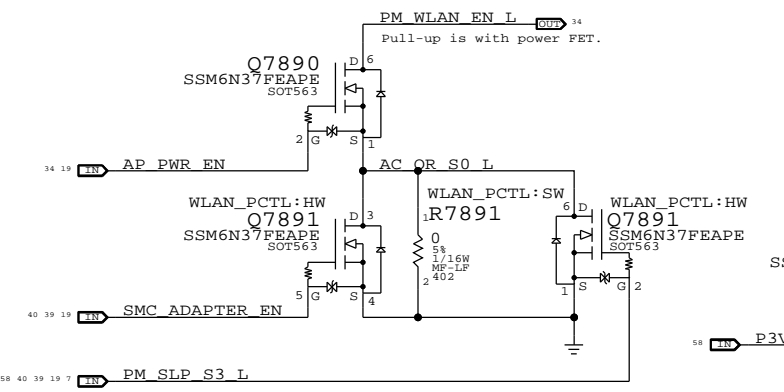 PM_WLAN_EN_L OUT 34
Pull-up is with power FET.
D 6
Q7890
SSM6N37FEAPE
SOT563
2 G S 1
34 19 IN AP_PWR_EN
AC_OR_S0_L
WLAN_PCTL:HW
Q7891
SSM6N37FEAPE
SOT563
D 3
5 G S 4
WLAN_PCTL:SW
1 R7891
0
5%
1/16W
MF-LF
2 402
6 D
WLAN_PCTL:HW
Q7891
SSM6N37FEAPE
SOT563
1 S G 2
SS
40 39 19 IN SMC_ADAPTER_EN
58 IN P3V
58 40 39 19 7 IN PM_SLP_S3_L